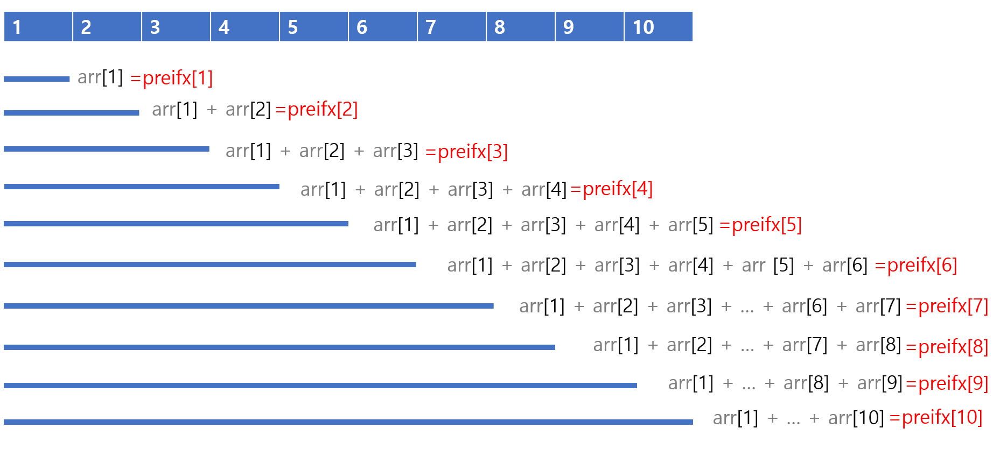 1 2 3 4 5 6 7 8 9 10
arr[1] =preifx[1]
arr[1] + arr[2] =preifx[2]
arr[1] + arr[2] + arr[3] =preifx[3]
arr[1] + arr[2] + arr[3] + arr[4] =preifx[4]
arr[1] + arr[2] + arr[3] + arr[4] + arr[5] =preifx[5]
arr[1] + arr[2] + arr[3] + arr[4] + arr [5] + arr[6] =preifx[6]
arr[1] + arr[2] + arr[3] + ... + arr[6] + arr[7] =preifx[7]
arr[1] + arr[2] + ... + arr[7] + arr[8] =preifx[8]
arr[1] + ... + arr[8] + arr[9] =preifx[9]
arr[1] + ... + arr[10] =preifx[10]